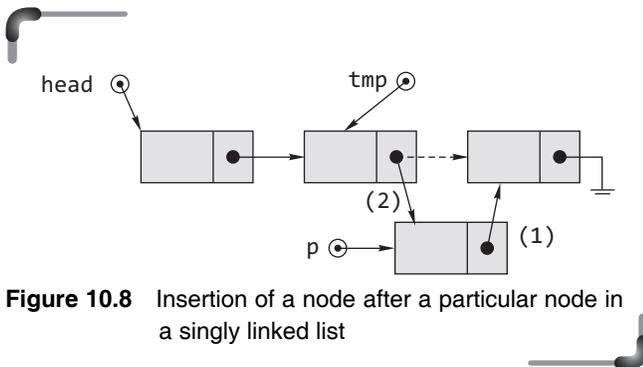 head
tmp
(2)
(1)
p
Figure 10.8 Insertion of a node after a particular node in
a singly linked list